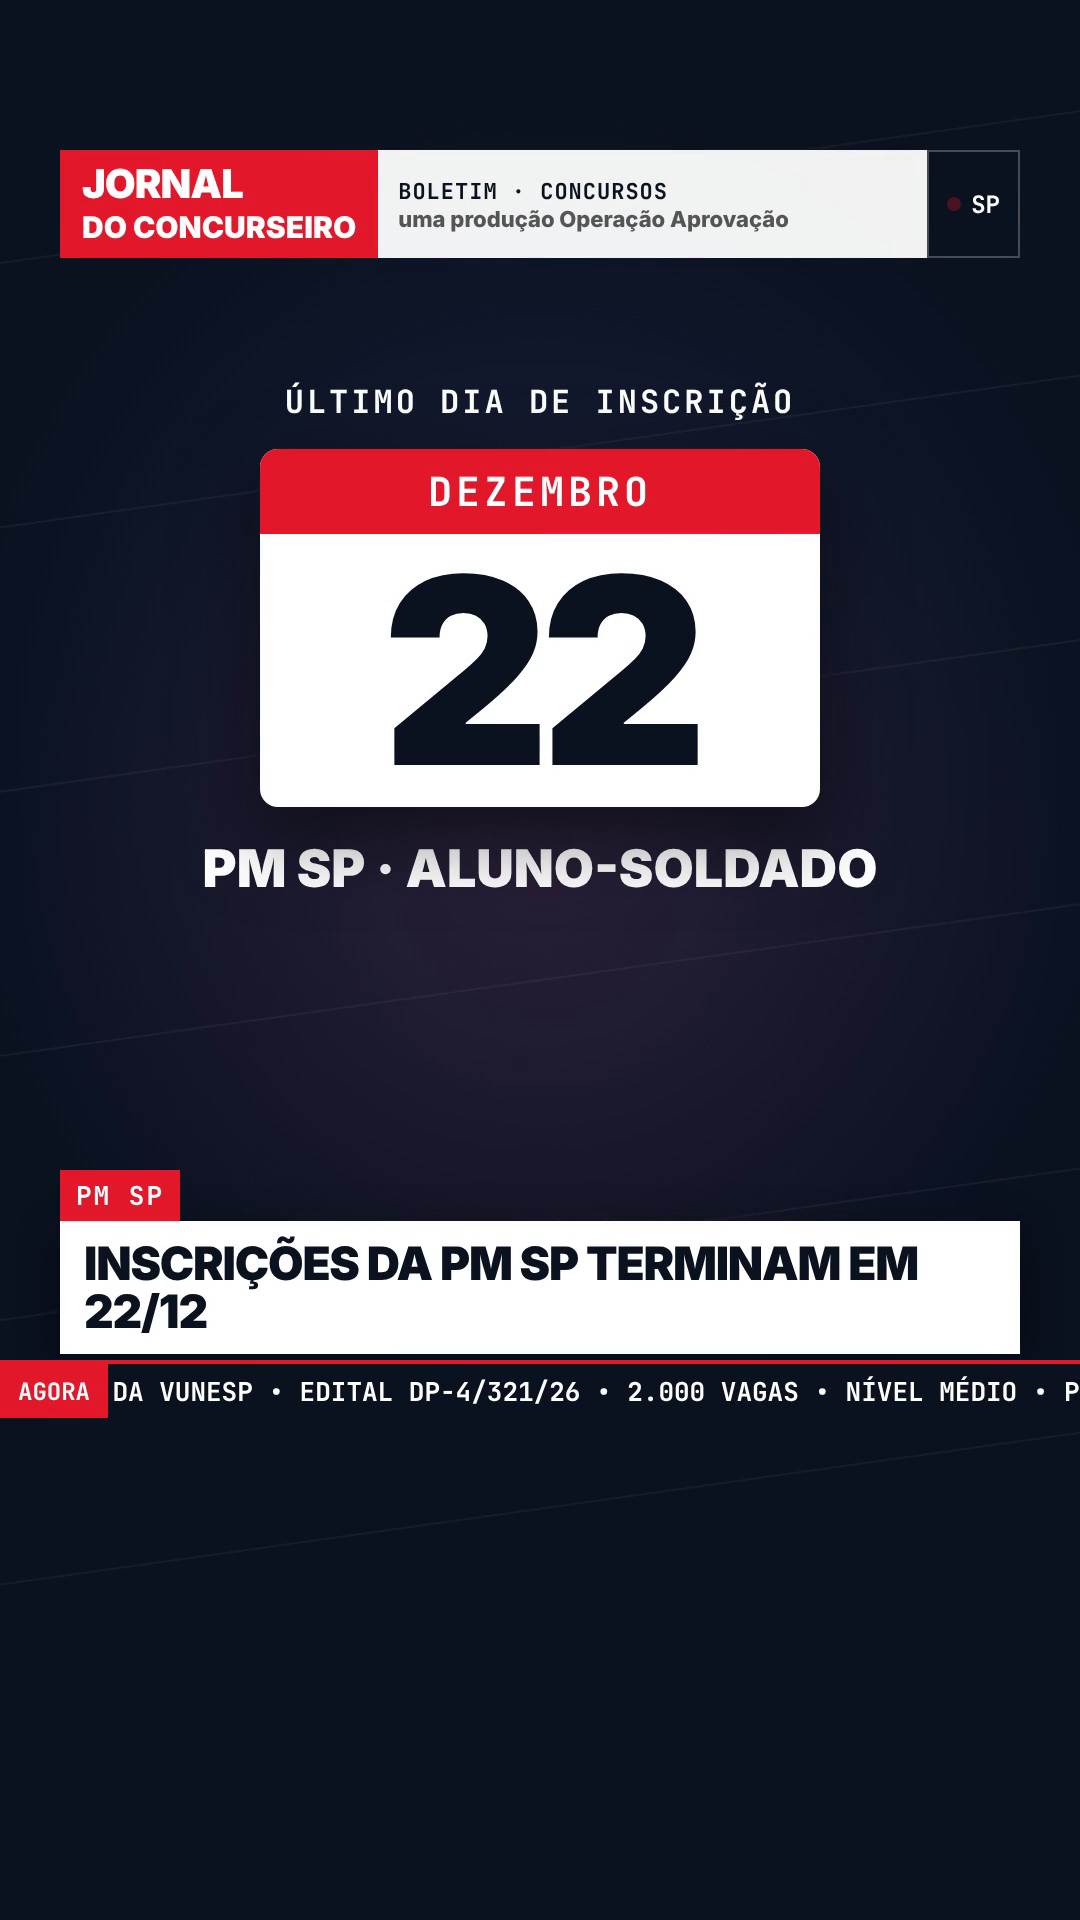 JORNAL
DO CONCURSEIRO
BOLETIM · CONCURSOS
uma produção Operação Aprovação
SP
ÚLTIMO DIA DE INSCRIÇÃO
DEZEMBRO
22
PM SP · ALUNO-SOLDADO
PM SP
INSCRIÇÕES DA PM SP TERMINAM EM
22/12
AGORA DA VUNESP • EDITAL DP-4/321/26 • 2.000 VAGAS • NÍVEL MÉDIO • P